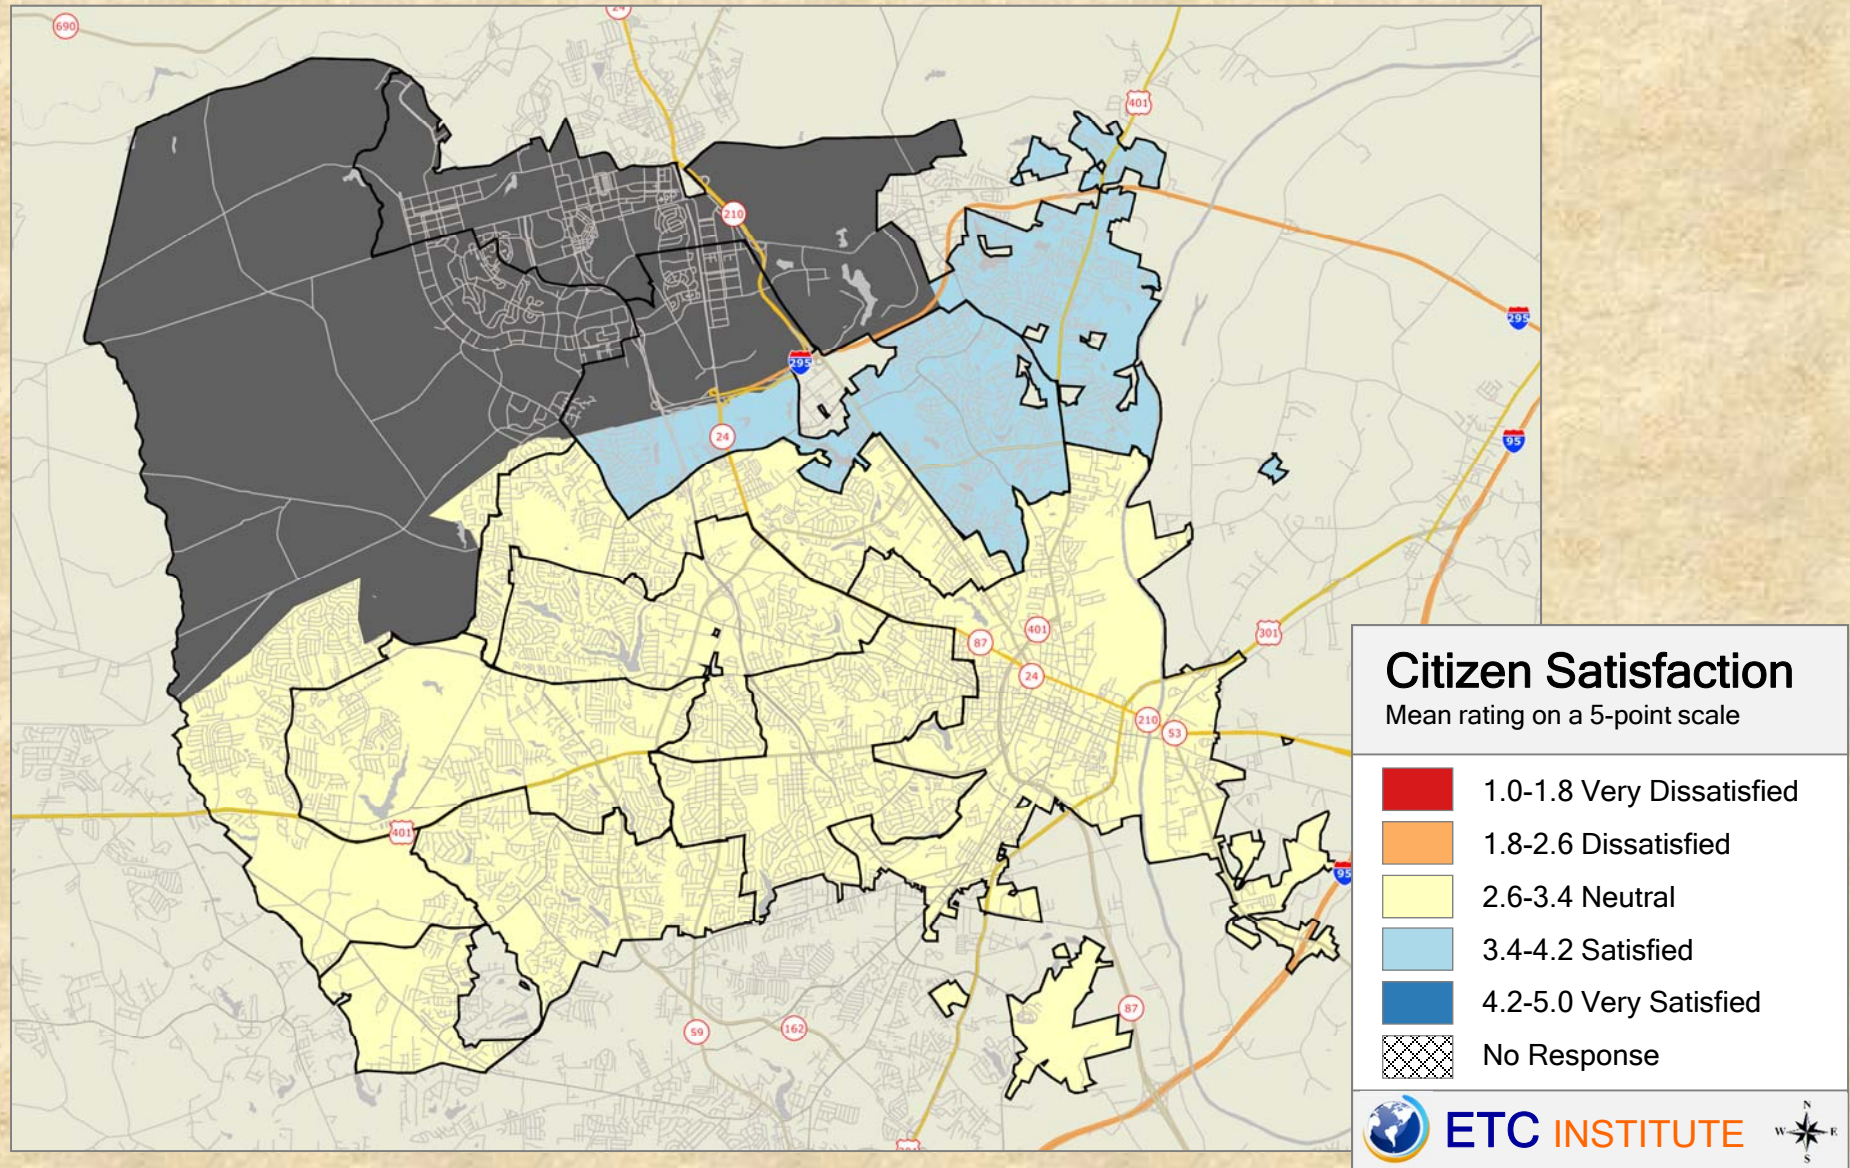 24
690
401
210
295
295
24
95
87
401
301
24
210
53
401
95
87
59
162
Citizen Satisfaction
Mean rating on a 5-point scale
1.0-1.8 Very Dissatisfied
1.8-2.6 Dissatisfied
2.6-3.4 Neutral
3.4-4.2 Satisfied
4.2-5.0 Very Satisfied
No Response
ETC INSTITUTE
N
W E
S